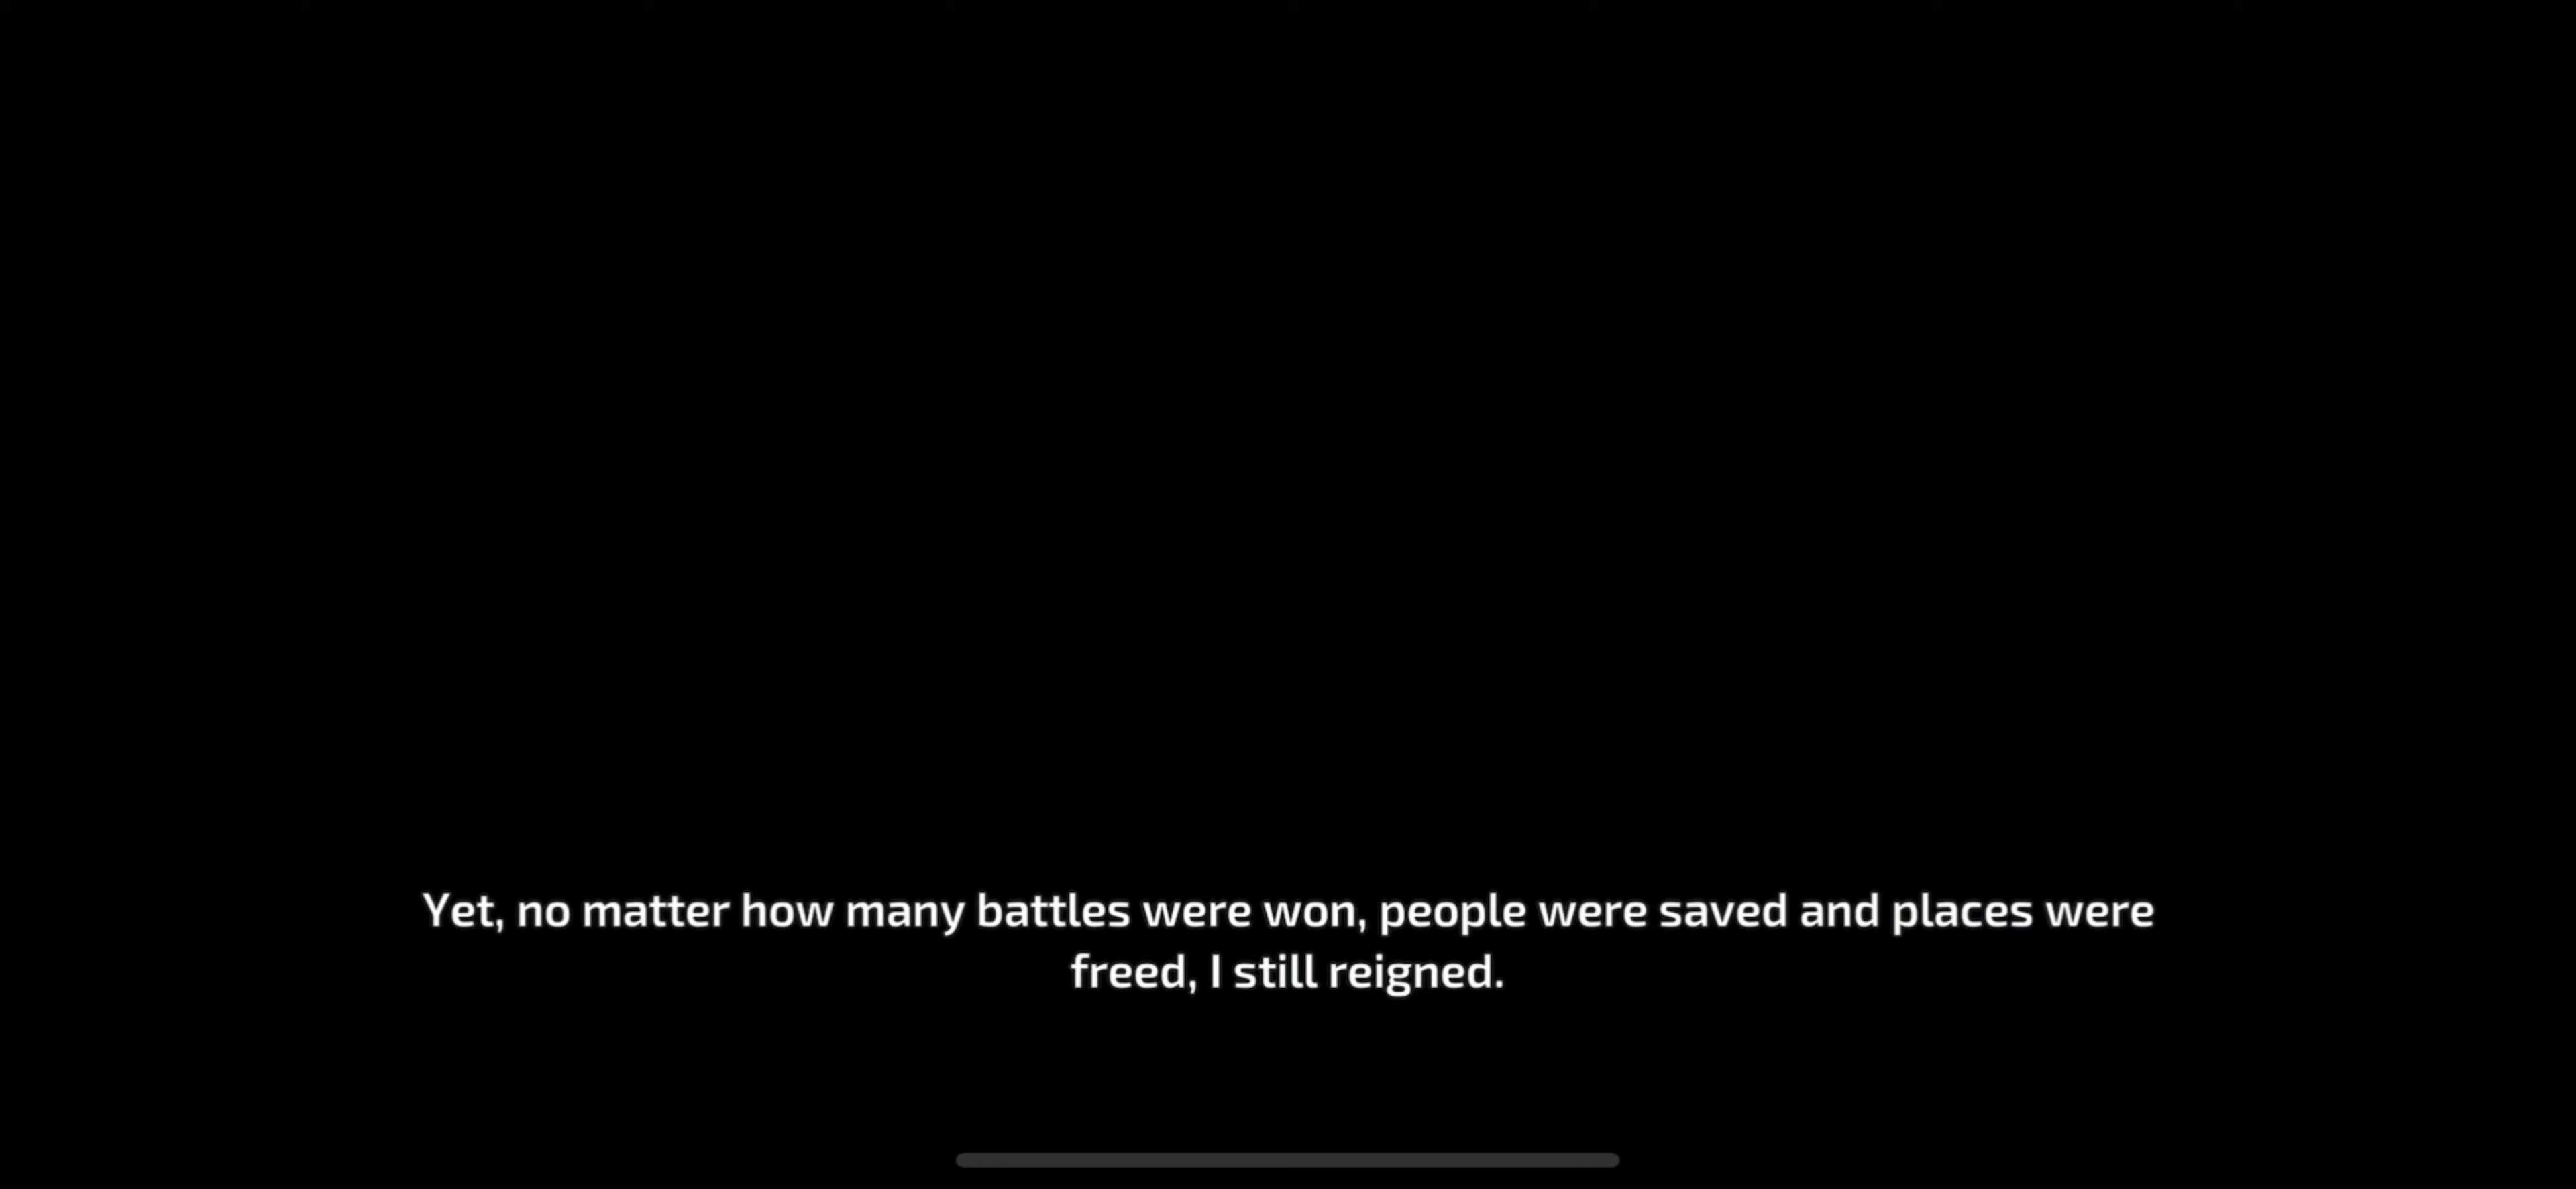 Yet, no matter how many battles were won, people were saved and places were
freed, I still reigned.